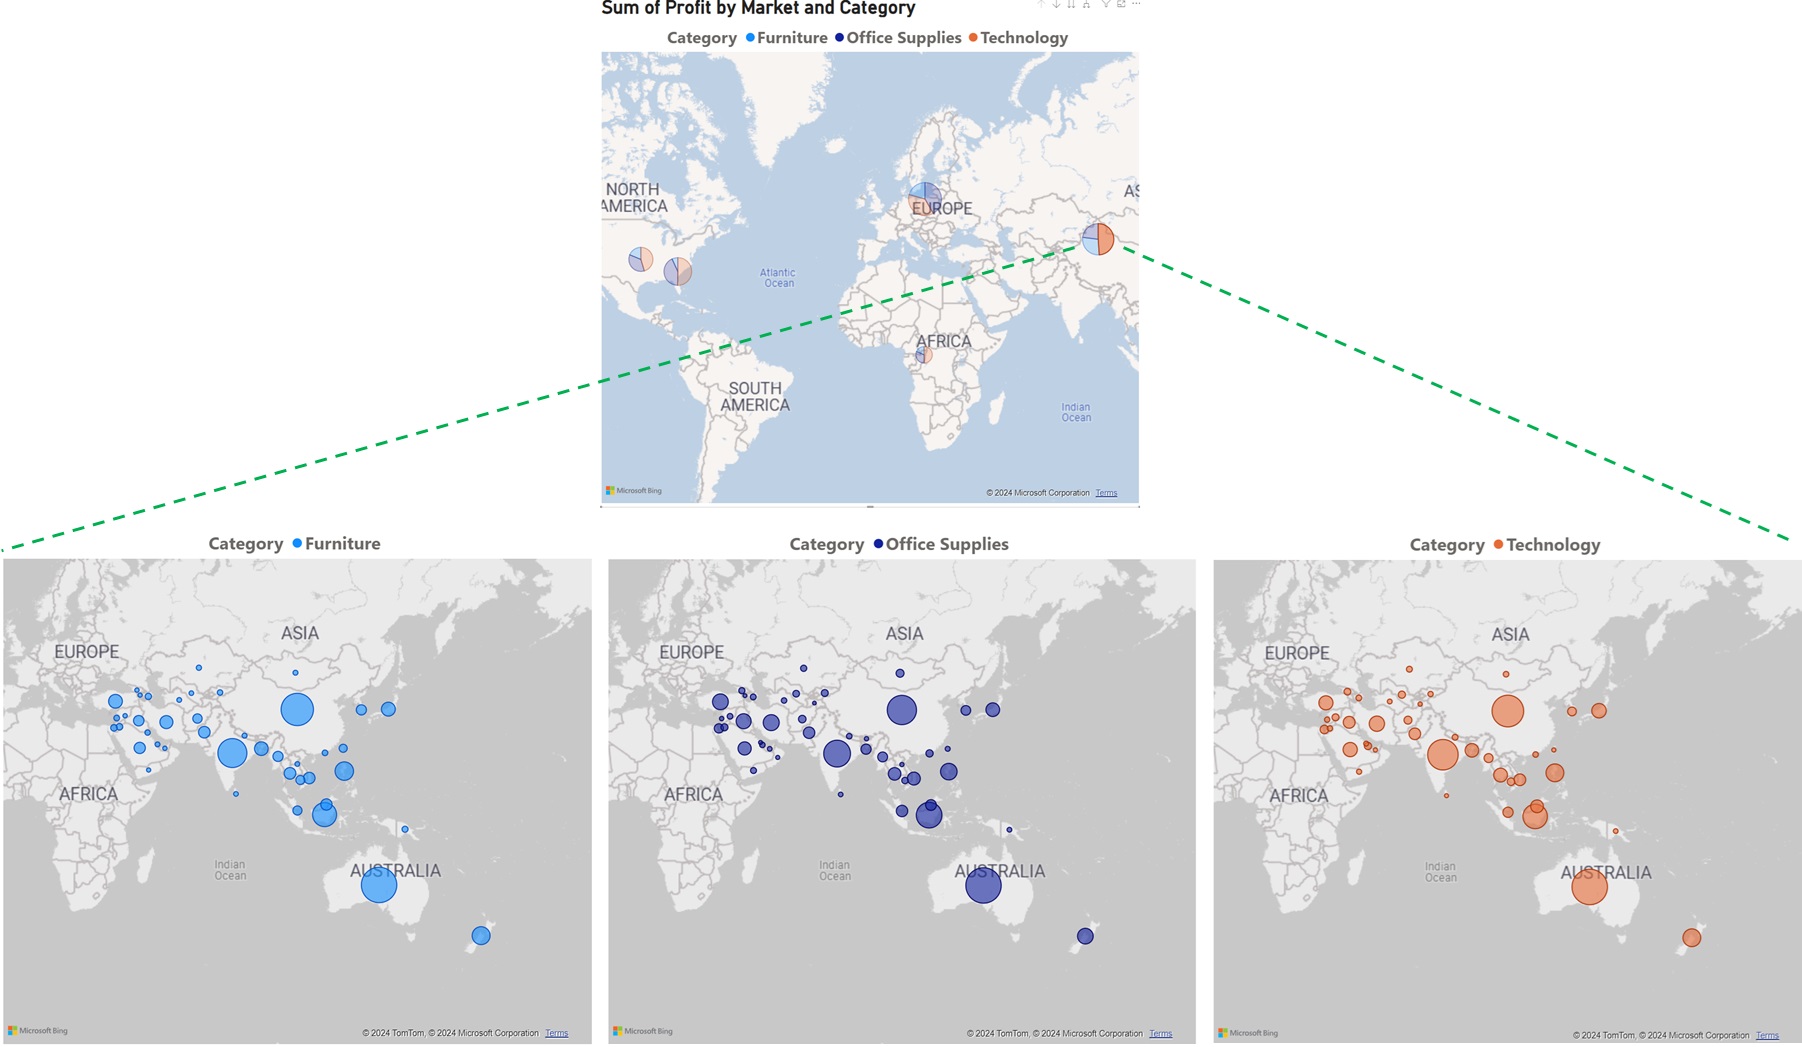 Sum of Profit by Market and Category
Category Furniture Office Supplies Technology
NORTH
AMERICA
EUROPE
AS
Atlantic
Ocean
AFRICA
SOUTH
AMERICA
Indian
Ocean
Microsoft Bing
© 2024 Microsoft Corporation Terms
Category Furniture
ASIA
EUROPE
AFRICA
Indian
Ocean
AUSTRALIA
Microsoft Bing
© 2024 TomTom, © 2024 Microsoft Corporation Terms
Category Office Supplies
ASIA
EUROPE
AFRICA
Indian
Ocean
AUSTRALIA
Microsoft Bing
© 2024 TomTom, © 2024 Microsoft Corporation Terms
Category Technology
ASIA
EUROPE
AFRICA
Indian
Ocean
AUSTRALIA
Microsoft Bing
© 2024 TomTom, © 2024 Microsoft Corporation Terms